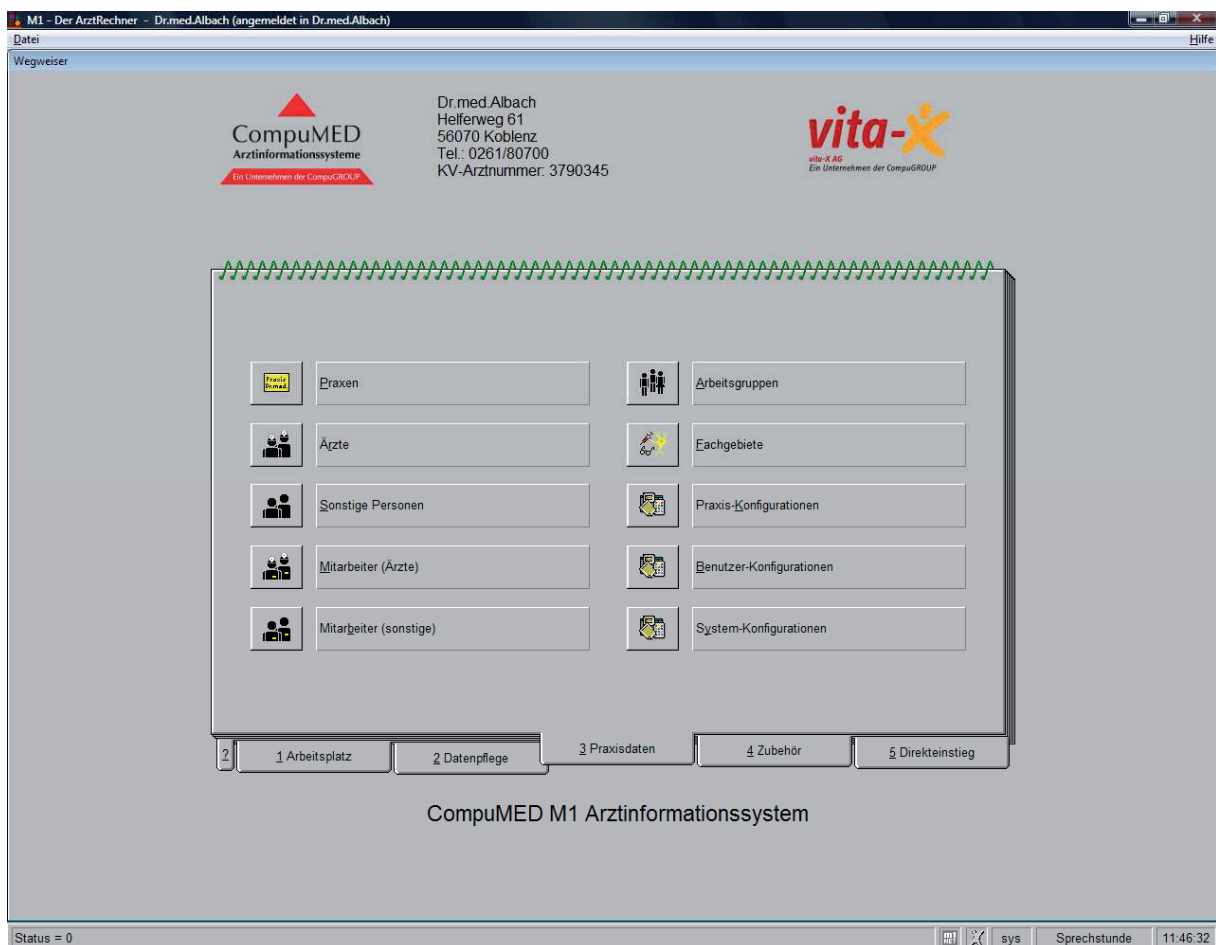 M1 - Der ArztRechner - Dr.med.Albach (angemeldet in Dr.med.Albach)
Datei Hilfe
Wegweiser
CompuMED
Arztinformationssysteme
Ein Unternehmen der CompuGROUP
Dr.med.Albach
Helferweg 61
56070 Koblenz
Tel.: 0261/80700
KV-Arztnummer: 3790345
vita-X
vita-X AG
Ein Unternehmen der CompuGROUP
Praxis
Dr.med.
Praxen
Arbeitsgruppen
Ärzte
Fachgebiete
Sonstige Personen
Praxis-Konfigurationen
Mitarbeiter (Ärzte)
Benutzer-Konfigurationen
Mitarbeiter (sonstige)
System-Konfigurationen
? 1 Arbeitsplatz 2 Datenpflege 3 Praxisdaten 4 Zubehör 5 Direkteinstieg
CompuMED M1 Arztinformationssystem
Status = 0 sys Sprechstunde 11:46:32